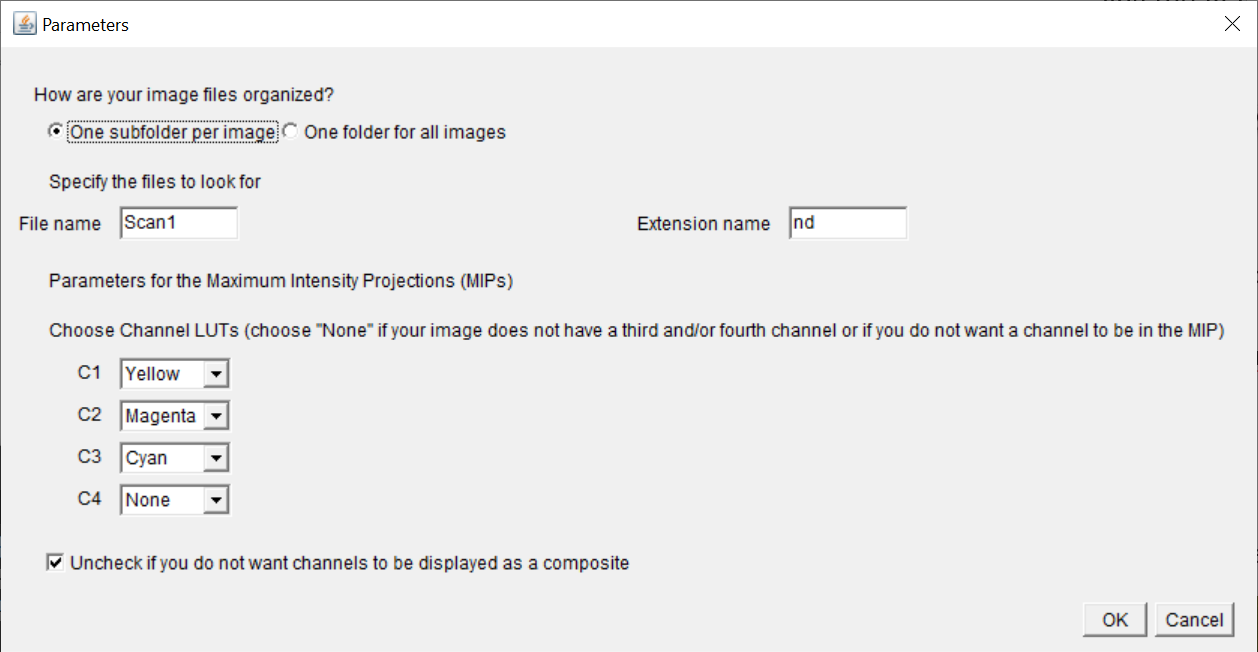 Parameters
How are your image files organized?
One subfolder per image One folder for all images
Specify the files to look for
File name Scan1 Extension name nd
Parameters for the Maximum Intensity Projections (MIPs)
Choose Channel LUTs (choose "None" if your image does not have a third and/or fourth channel or if you do not want a channel to be in the MIP)
C1 Yellow
C2 Magenta
C3 Cyan
C4 None
Uncheck if you do not want channels to be displayed as a composite
OK Cancel